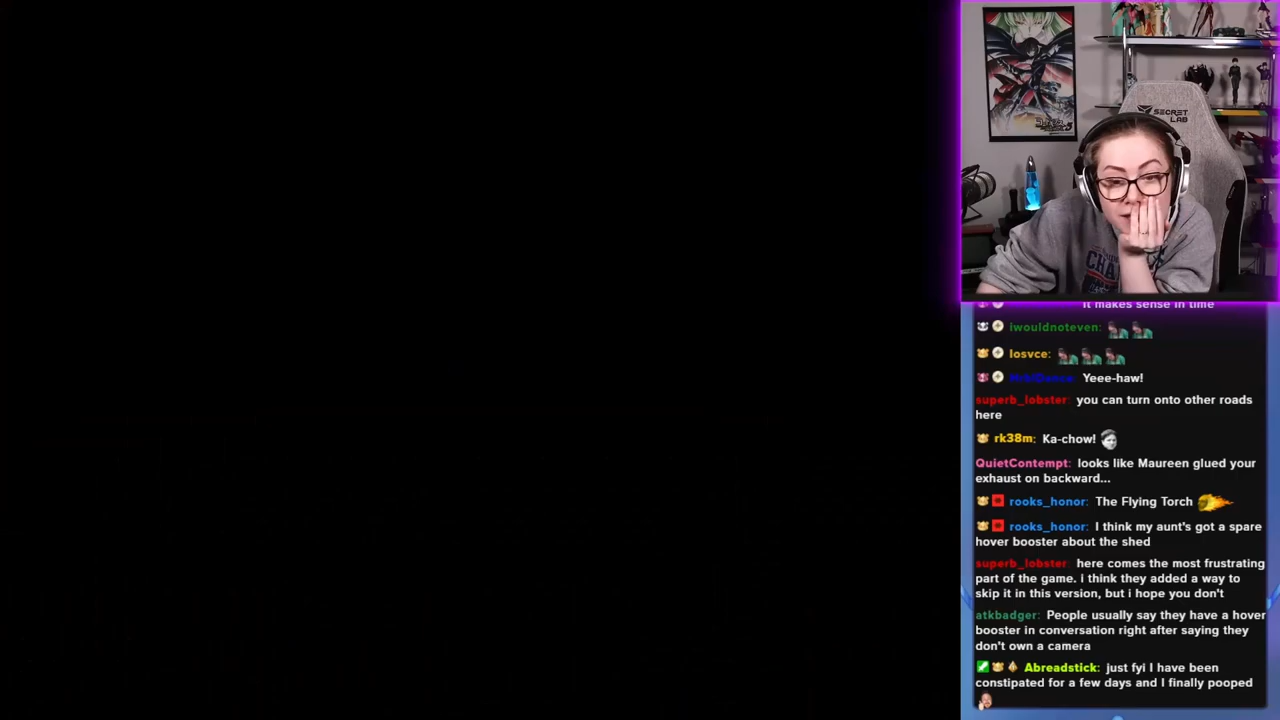 SECRET
LAB
CHA
It makes sense in time
iwouldnoteven:
losvce:
Yeee-haw!
superb_lobster: you can turn onto other roads
here
rk38m: Ka-chow!
QuietContempt: looks like Maureen glued your
exhaust on backward...
rooks_honor: The Flying Torch
rooks_honor: I think my aunt's got a spare
hover booster about the shed
superb_lobster: here comes the most frustrating
part of the game. i think they added a way to
skip it in this version, but i hope you don't
atkbadger: People usually say they have a hover
booster in conversation right after saying they
don't own a camera
Abreadstick: just fyi I have been
constipated for a few days and I finally pooped